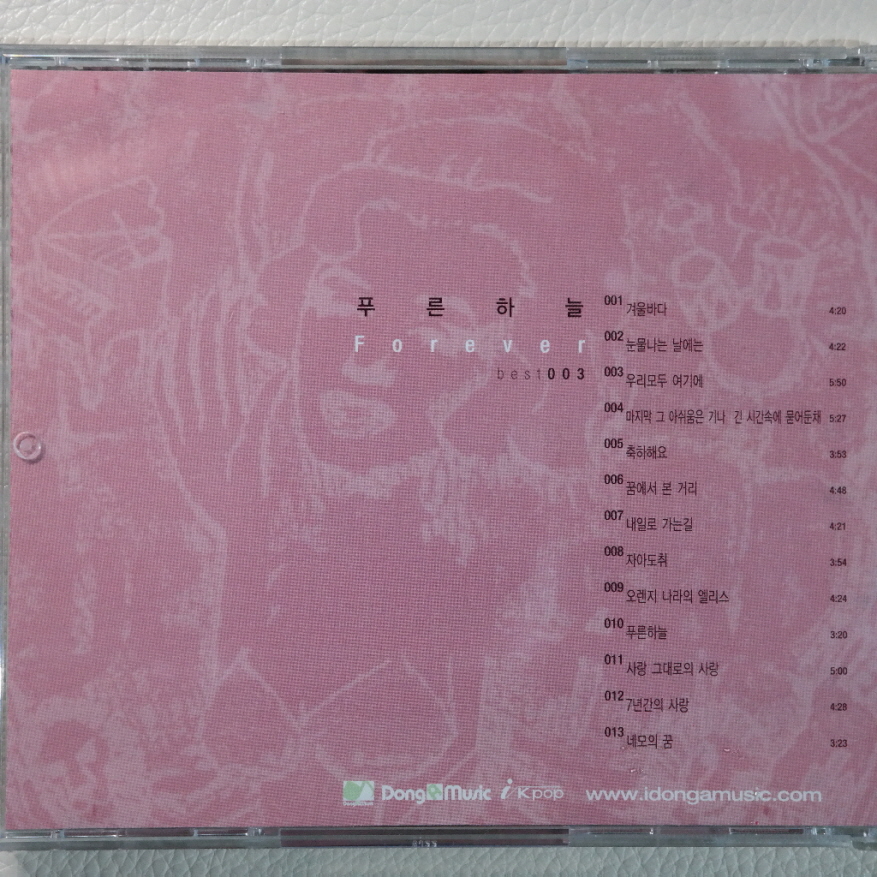 푸른하늘
Forever
best003
001 겨울바다 4:20
002 눈물나는 날에는 4:22
003 우리모두 여기에 5:50
004 마지막 그 아쉬움은 기나 긴 시간속에 묻어둔채 5:27
005 축하해요 3:53
006 꿈에서 본 거리 4:46
007 내일로 가는길 4:21
008 자아도취 3:54
009 오렌지 나라의 엘리스 4:24
010 푸른하늘 3:20
011 사랑 그대로의 사랑 5:00
012 7년간의 사랑 4:28
013 네모의 꿈 3:23
Dong Music i Kpop www.idongamusic.com